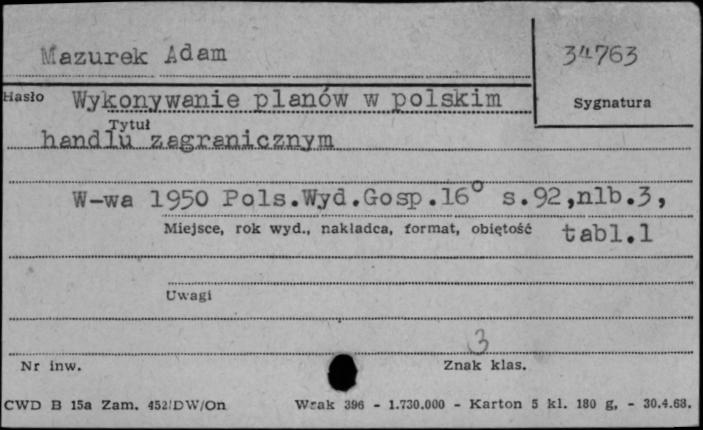 Mazurek Adam
34763
Hasło Wykonywanie planów w polskim
Sygnatura
Tytuł
handlu zagranicznym
W-wa 1950 Pols.Wyd.Gosp.16° s.92,nlb.3,
Miejsce, rok wyd., nakładca, format, objętość tabl.1
Uwagi
3
Nr inw. Znak klas.
CWD B 15a Zam. 452/DW/On Wrak 396 - 1.730.000 - Karton 5 kl. 180 g. - 30.4.68.